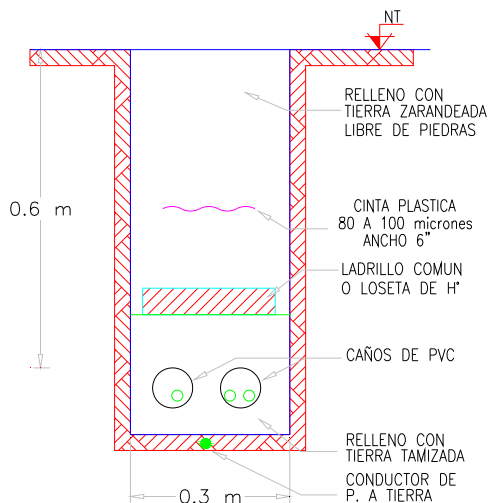 NT
RELLENO CON
TIERRA ZARANDEADA
LIBRE DE PIEDRAS
0.6 m
CINTA PLASTICA
80 A 100 micrones
ANCHO 6"
LADRILLO COMUN
O LOSETA DE H°
CAÑOS DE PVC
RELLENO CON
TIERRA TAMIZADA
CONDUCTOR DE
P. A TIERRA
0.3 m